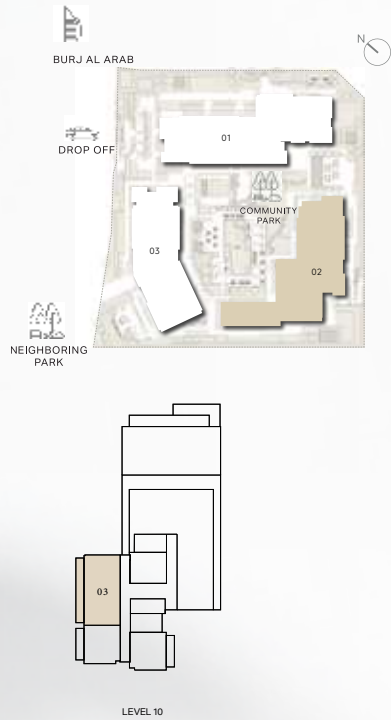 N
BURJ AL ARAB
01
DROP OFF
COMMUNITY
PARK
03
02
NEIGHBORING
PARK
03
LEVEL 10